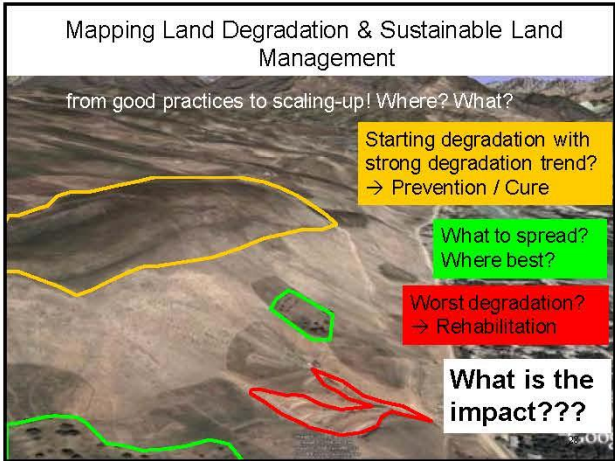 Mapping Land Degradation & Sustainable Land
Management
from good practices to scaling-up! Where? What?
Starting degradation with
strong degradation trend?
→ Prevention / Cure
What to spread?
Where best?
Worst degradation?
→ Rehabilitation
What is the
impact???